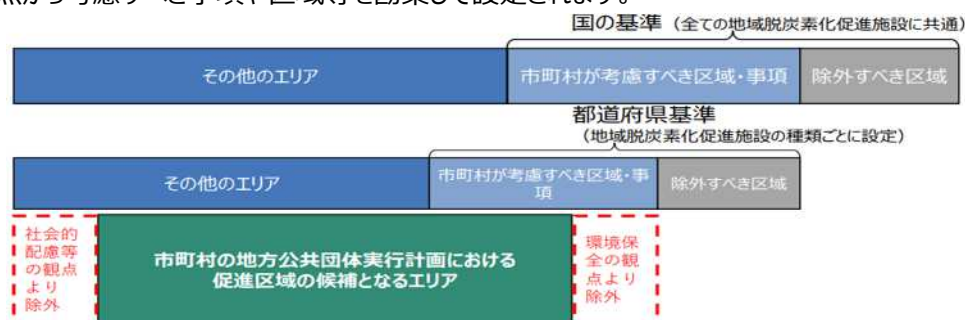 国の基準（全ての地域脱炭素化促進施設に共通）
その他のエリア
市町村が考慮すべき区域・事項
除外すべき区域
都道府県基準
（地域脱炭素化促進施設の種類ごとに設定）
その他のエリア
市町村が考慮すべき区域・事
項
除外すべき区域
社会的
配慮等
の観点
より
除外
市町村の地方公共団体実行計画における
促進区域の候補となるエリア
環境保
全の観
点より
除外